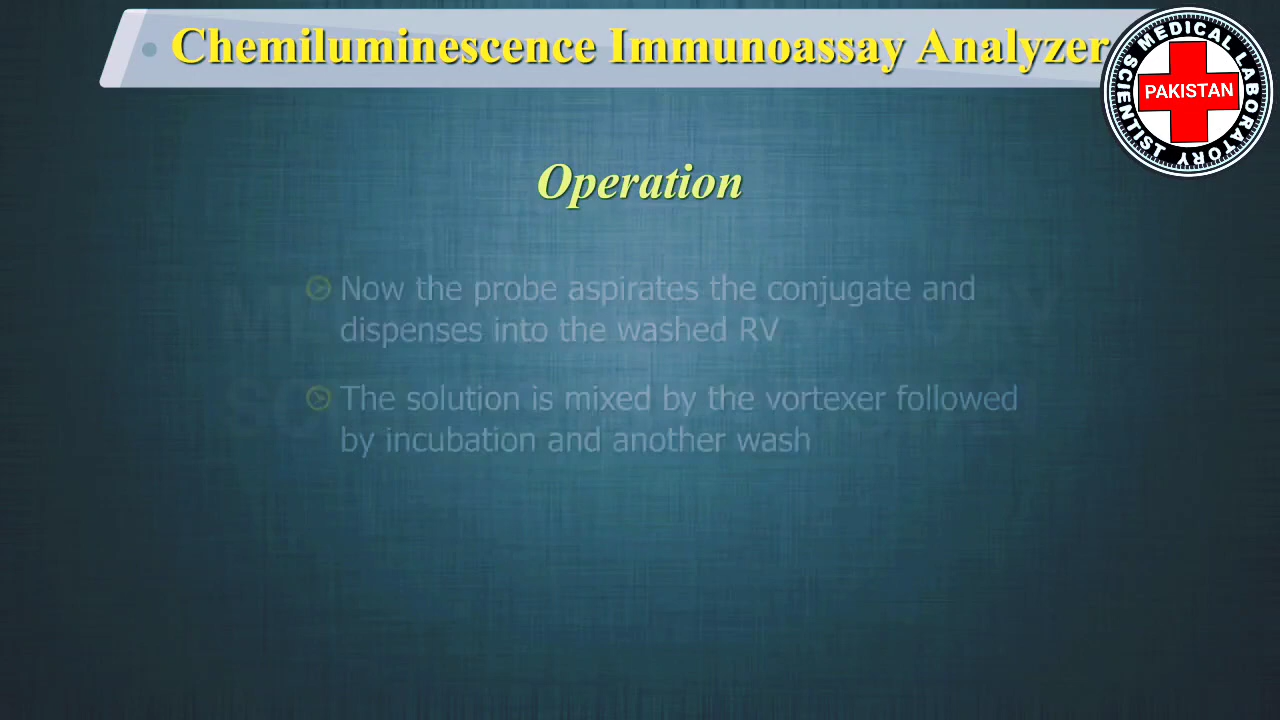 Chemiluminescence Immunoassay Analyzer
MEDICAL LABORATORY SCIENTIST
PAKISTAN
Operation
Now the probe aspirates the conjugate and
dispenses into the washed RV
The solution is mixed by the vortexer followed
by incubation and another wash